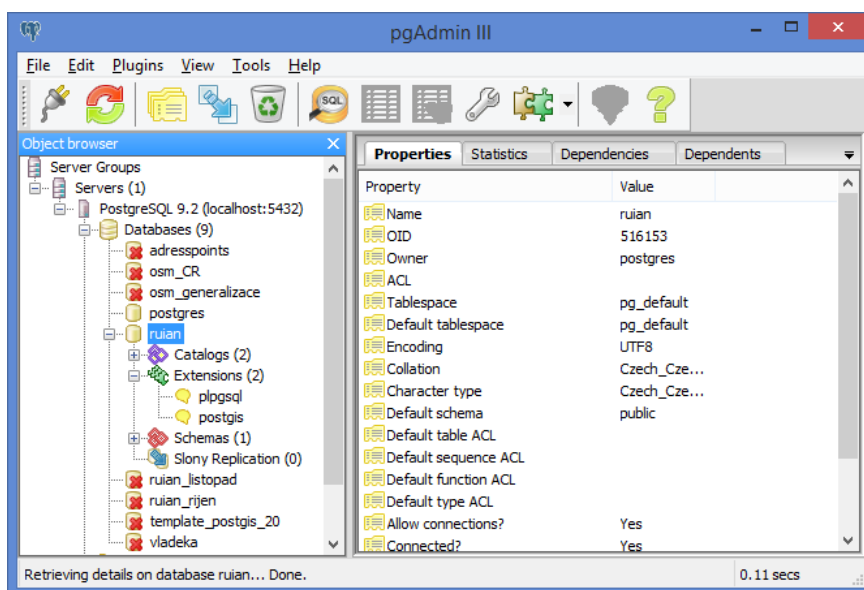 pgAdmin III
File Edit Plugins View Tools Help
SQL
Object browser
Server Groups
Servers (1)
PostgreSQL 9.2 (localhost:5432)
Databases (9)
adresspoints
osm_CR
osm_generalizace
postgres
ruian
Catalogs (2)
Extensions (2)
plpgsql
postgis
Schemas (1)
Slony Replication (0)
ruian_listopad
ruian_rijen
template_postgis_20
vladeka
Properties Statistics Dependencies Dependents
Property Value
Name ruian
OID 516153
Owner postgres
ACL
Tablespace pg_default
Default tablespace pg_default
Encoding UTF8
Collation Czech_Cze...
Character type Czech_Cze...
Default schema public
Default table ACL
Default sequence ACL
Default function ACL
Default type ACL
Allow connections? Yes
Connected? Yes
Retrieving details on database ruian... Done. 0.11 secs